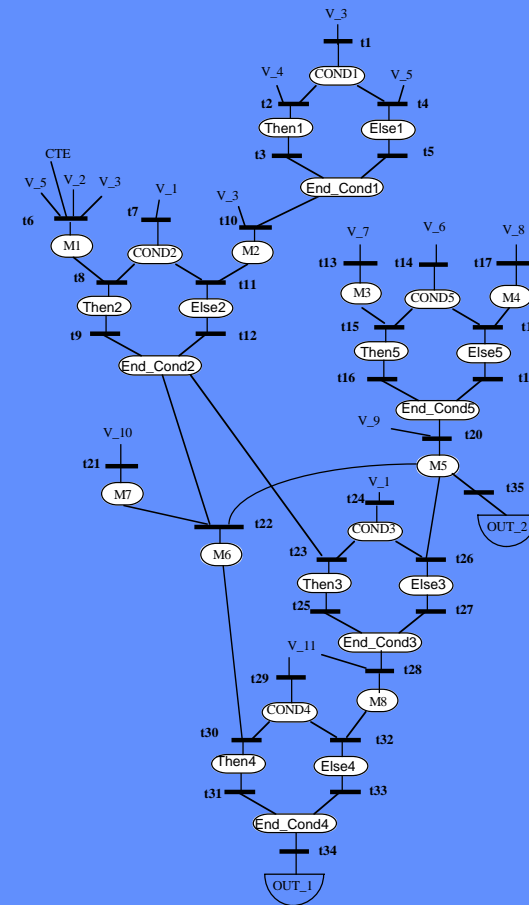 V_3
t1
V_4
COND1
V_5
t2
t4
Then1
Else1
t3
t5
CTE
End_Cond1
V_5
V_2
V_3
V_1
V_3
t6
t7
t10
M1
COND2
M2
t8
t11
Then2
Else2
t9
t12
End_Cond2
V_7
V_6
V_8
t13
t14
t17
M3
COND5
M4
t15
t1
Then5
Else5
t16
t1
End_Cond5
V_9
t20
V_10
t21
M7
M5
t35
OUT_2
t22
M6
V_1
t24
COND3
t23
t26
Then3
Else3
t25
t27
End_Cond3
V_11
t28
t29
M8
COND4
t30
t32
Then4
Else4
t31
t33
End_Cond4
t34
OUT_1